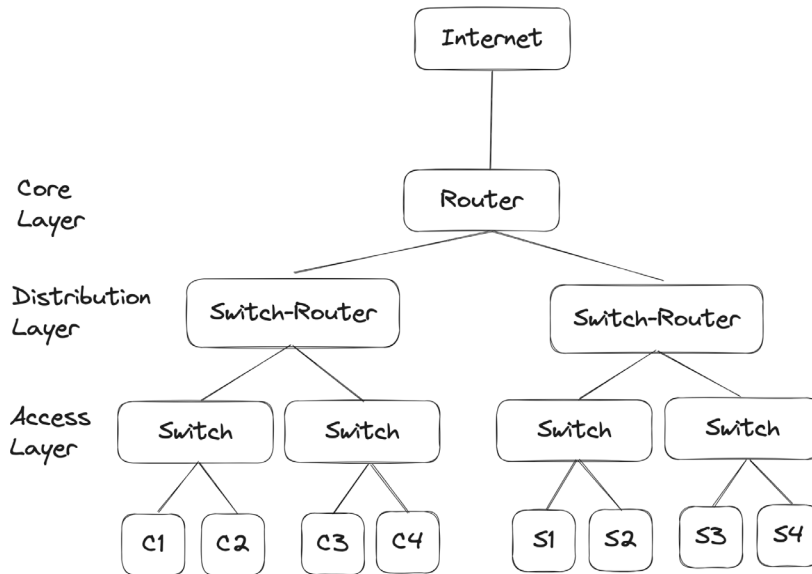 Internet
Core
Layer
Router
Distribution
Layer
Switch-Router
Switch-Router
Access
Layer
Switch
Switch
Switch
Switch
C1
C2
C3
C4
S1
S2
S3
S4